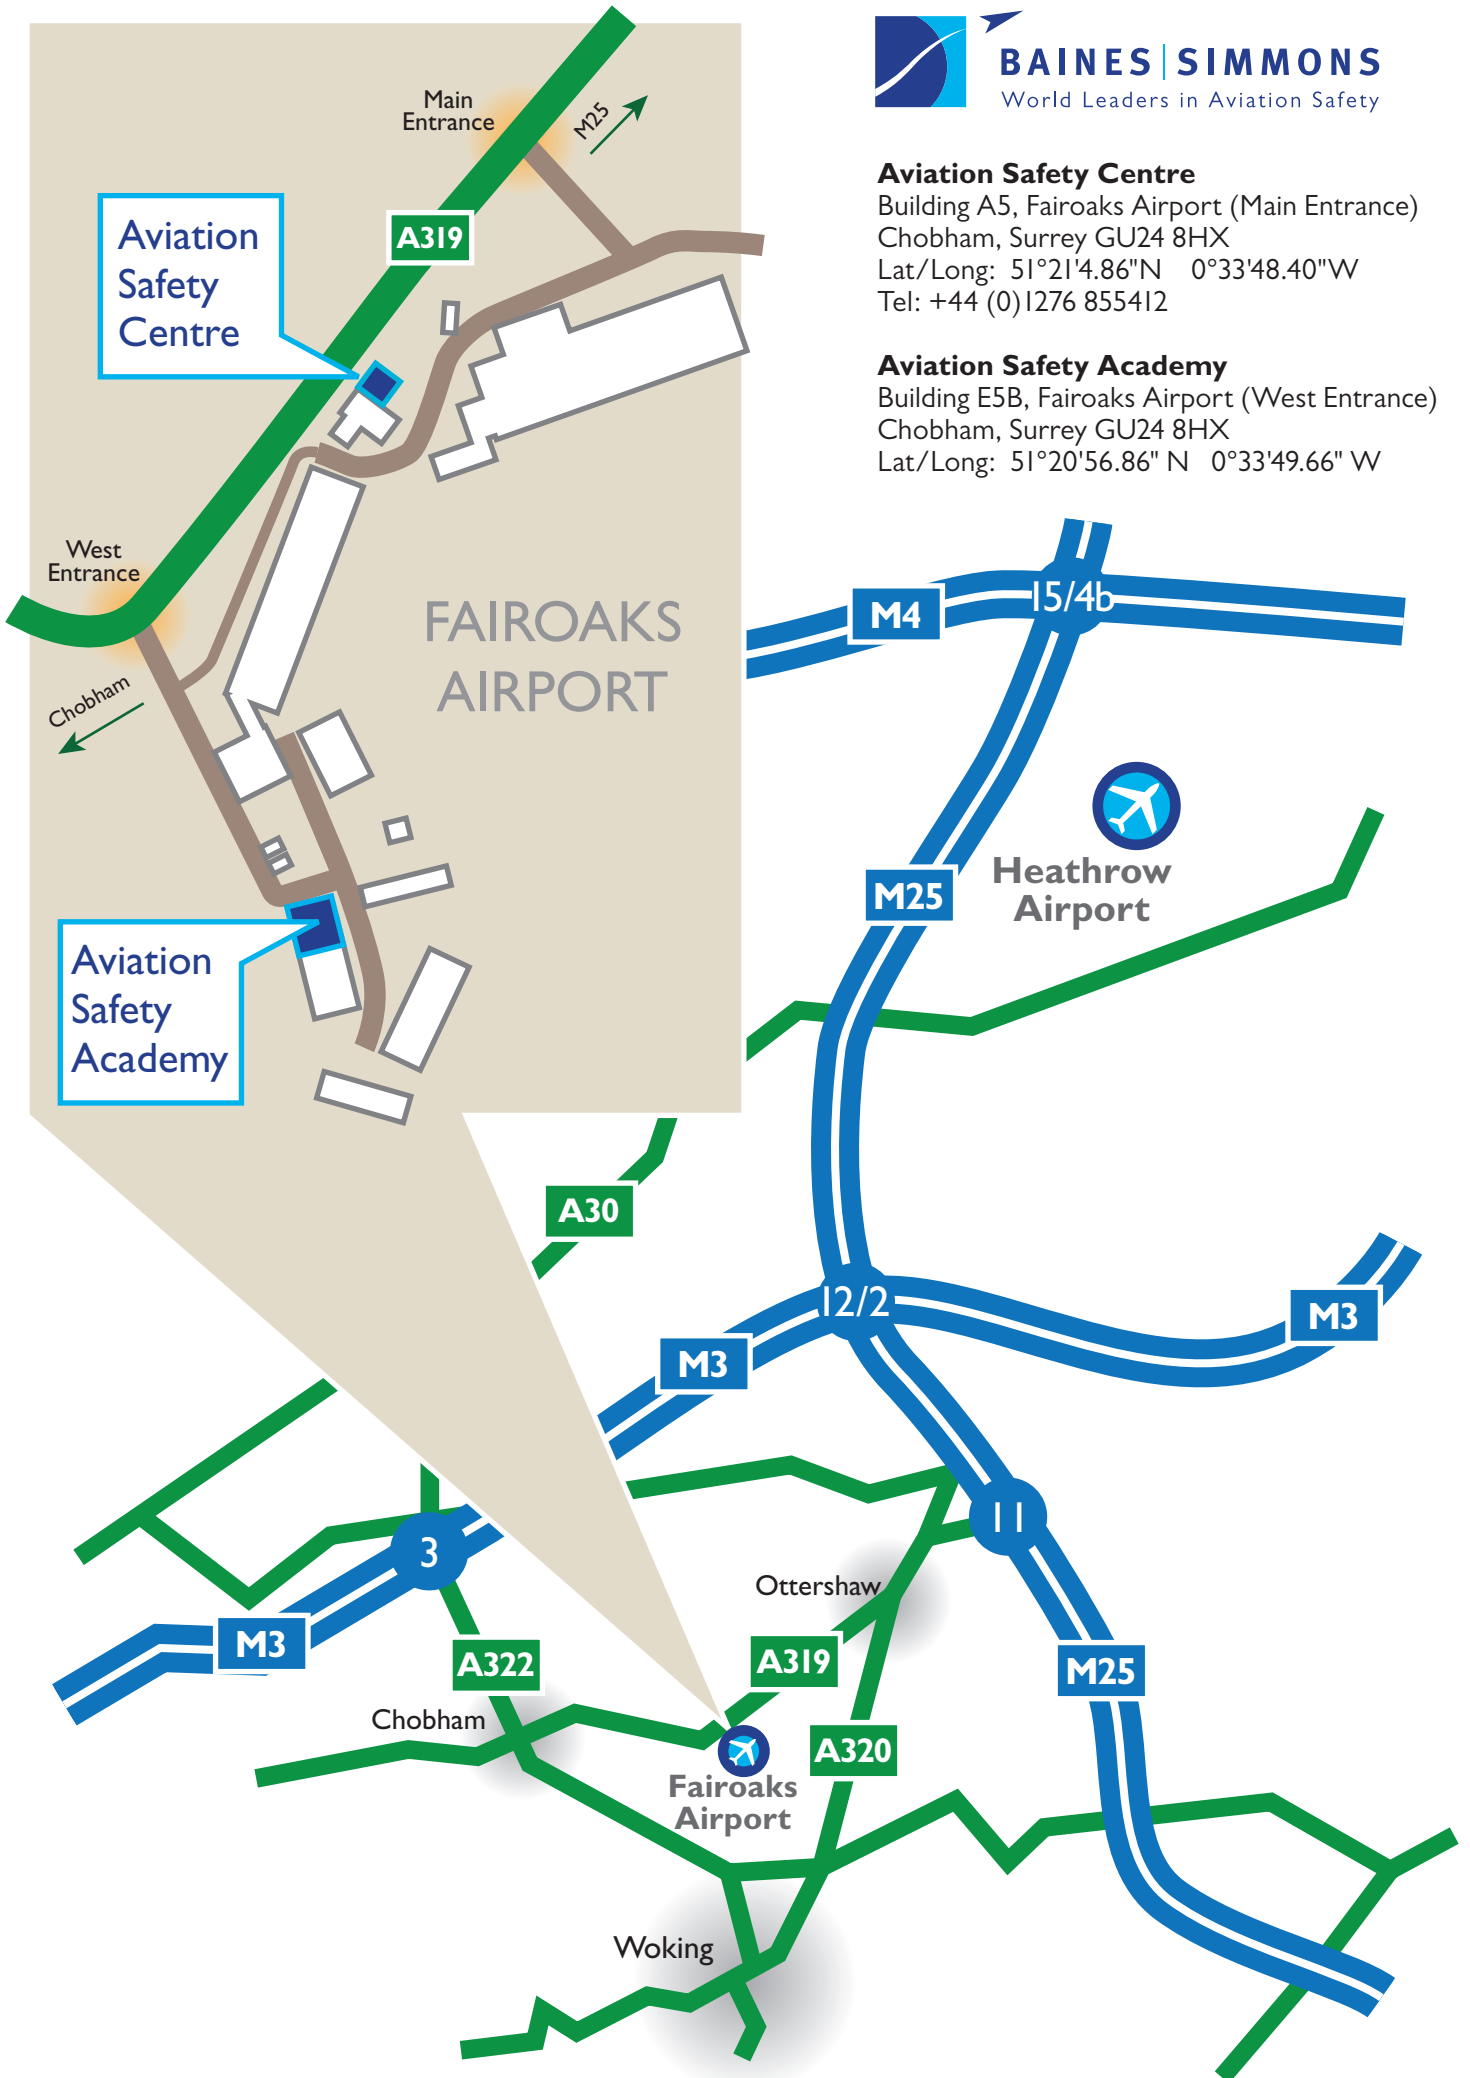 BAINES | SIMMONS
World Leaders in Aviation Safety
Aviation Safety Centre
Building A5, Fairoaks Airport (Main Entrance)
Chobham, Surrey GU24 8HX
Lat/Long: 51°21'4.86"N 0°33'48.40"W
Tel: +44 (0)1276 855412
Aviation Safety Academy
Building E5B, Fairoaks Airport (West Entrance)
Chobham, Surrey GU24 8HX
Lat/Long: 51°20'56.86" N 0°33'49.66" W
Main
Entrance
M25
A319
Aviation
Safety
Centre
West
Entrance
Chobham
FAIROAKS
AIRPORT
Aviation
Safety
Academy
M4
15/4b
Heathrow
Airport
M25
A30
12/2
M3
M3
11
3
Ottershaw
M3
A322
A319
M25
Chobham
A320
Fairoaks
Airport
Woking